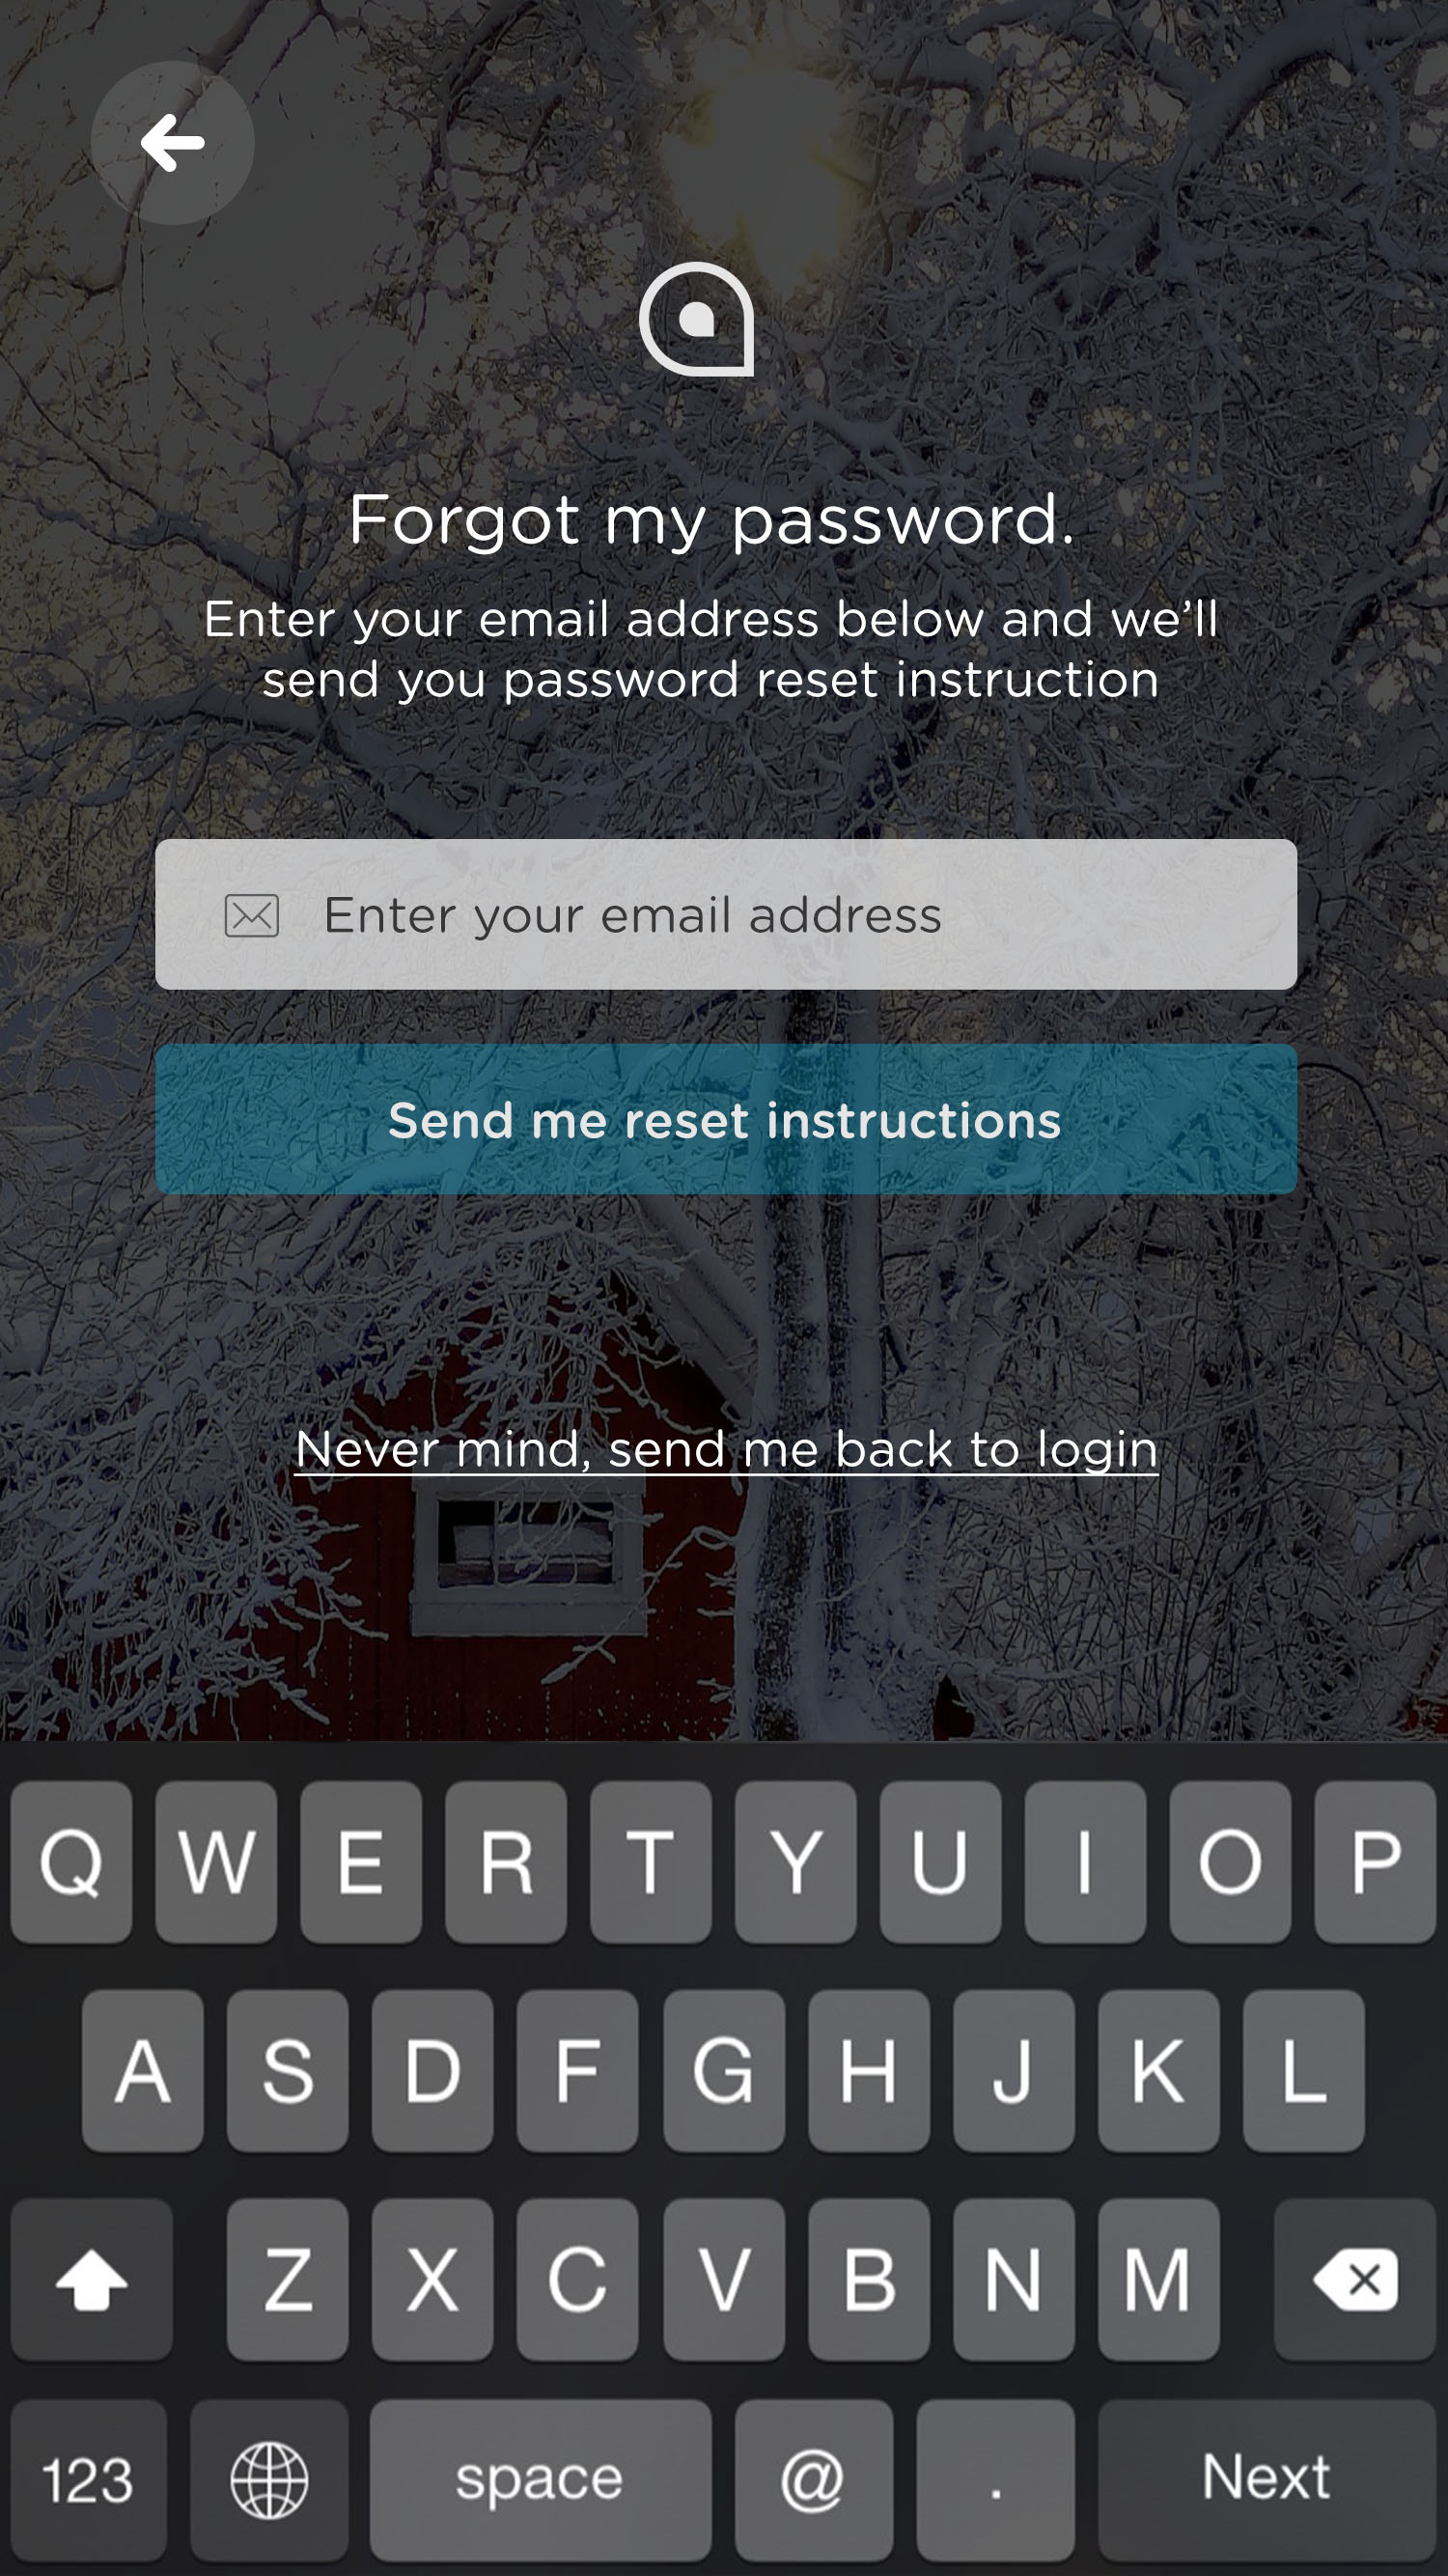 Forgot my password.
Enter your email address below and we’ll
send you password reset instruction
Enter your email address
Send me reset instructions
Never mind, send me back to login
Q W E R T Y U I O P
A S D F G H J K L
Z X C V B N M
123 space @ . Next